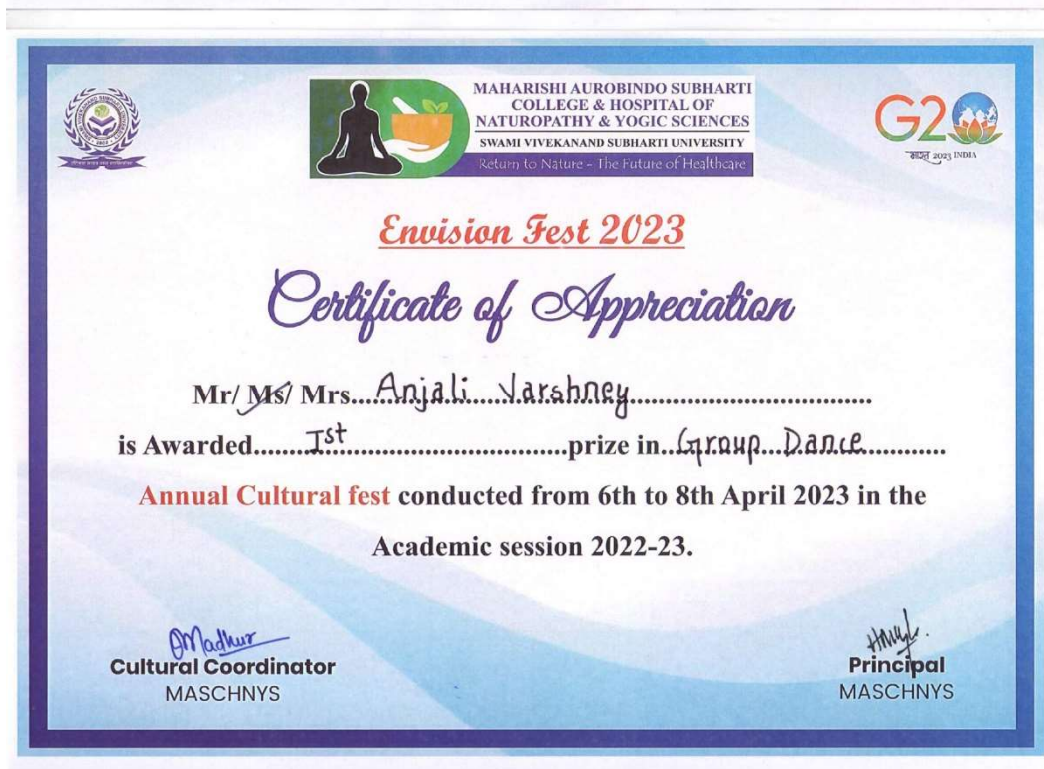 MAHARISHI AUROBINDO SUBHARTI
COLLEGE & HOSPITAL OF
NATUROPATHY & YOGIC SCIENCES
SWAMI VIVEKANAND SUBHARTI UNIVERSITY
Return to Nature - The Future of Healthcare
G20
भारत 2023 INDIA
Envision Fest 2023
Certificate of Appreciation
Mr/ Ms/ Mrs....Anjali Varshney....
is Awarded....Ist....prize in..Group Dance....
Annual Cultural fest conducted from 6th to 8th April 2023 in the
Academic session 2022-23.
Madhur
Cultural Coordinator
MASCHNYS
Principal
MASCHNYS